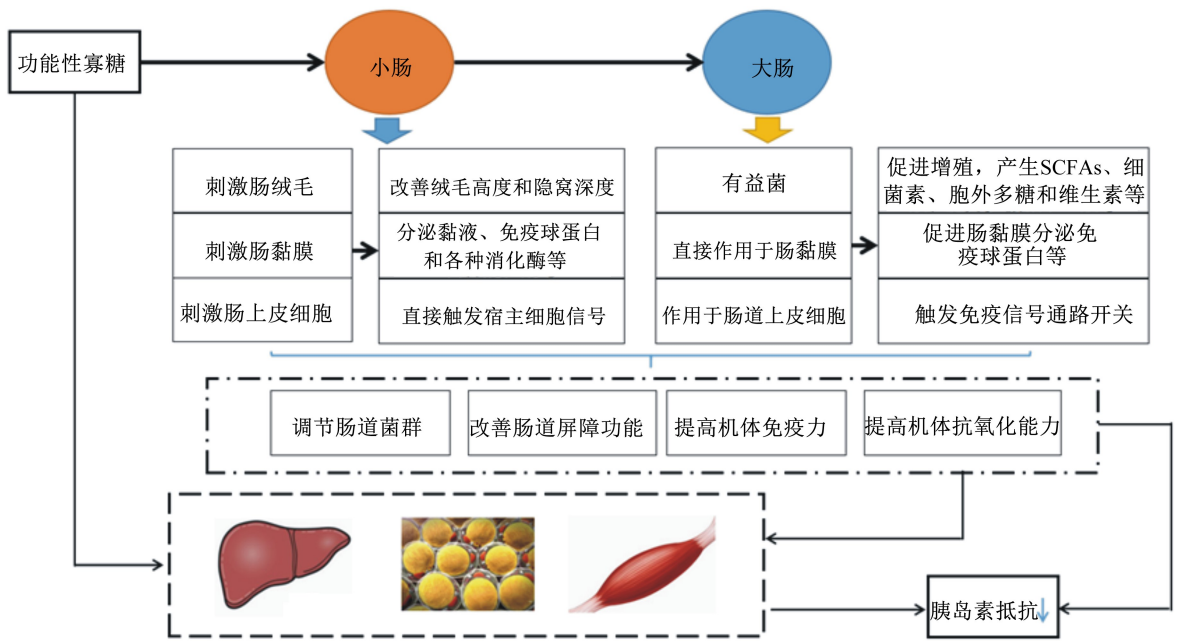 功能性寡糖
小肠
大肠
刺激肠绒毛
改善绒毛高度和隐窝深度
有益菌
促进增殖，产生SCFAs、细
菌素、胞外多糖和维生素等
刺激肠黏膜
分泌黏液、免疫球蛋白
和各种消化酶等
直接作用于肠黏膜
促进肠黏膜分泌免
疫球蛋白等
刺激肠上皮细胞
直接触发宿主细胞信号
作用于肠道上皮细胞
触发免疫信号通路开关
调节肠道菌群
改善肠道屏障功能
提高机体免疫力
提高机体抗氧化能力
胰岛素抵抗